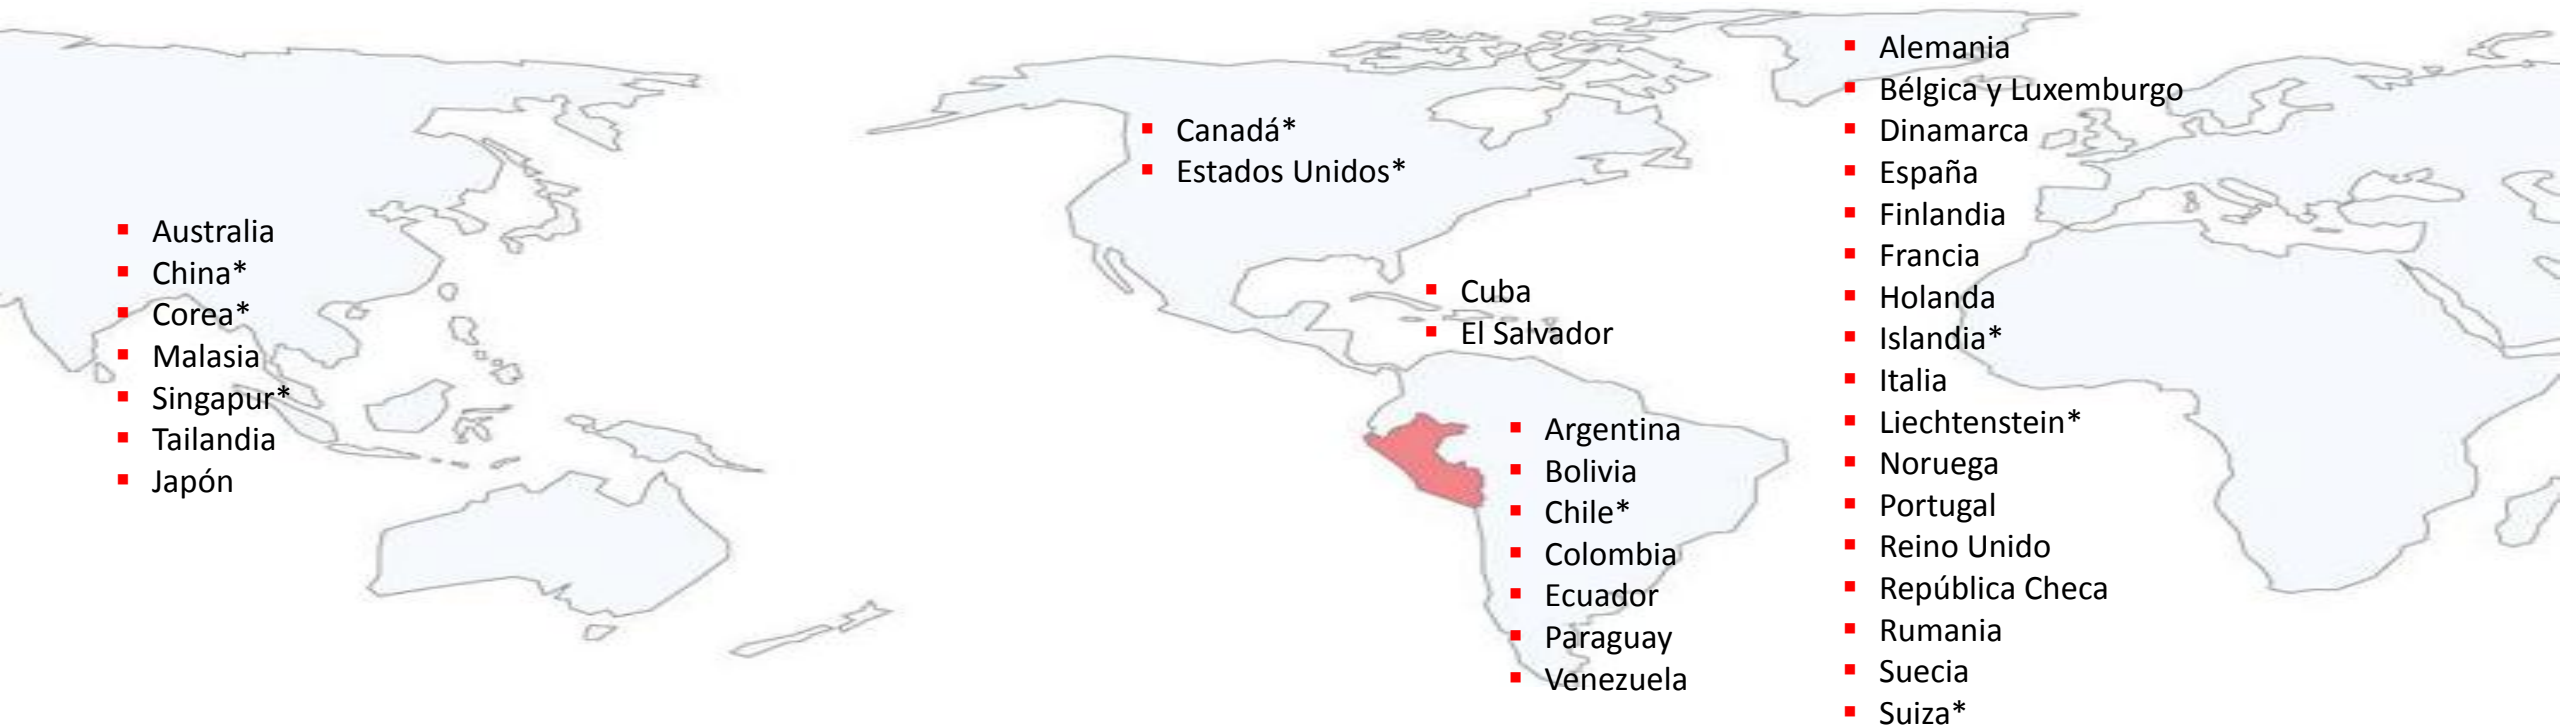 Australia
China*
Corea*
Malasia
Singapur*
Tailandia
Japón
Canadá*
Estados Unidos*
Cuba
El Salvador
Argentina
Bolivia
Chile*
Colombia
Ecuador
Paraguay
Venezuela
Alemania
Bélgica y Luxemburgo
Dinamarca
España
Finlandia
Francia
Holanda
Islandia*
Italia
Liechtenstein*
Noruega
Portugal
Reino Unido
República Checa
Rumania
Suecia
Suiza*